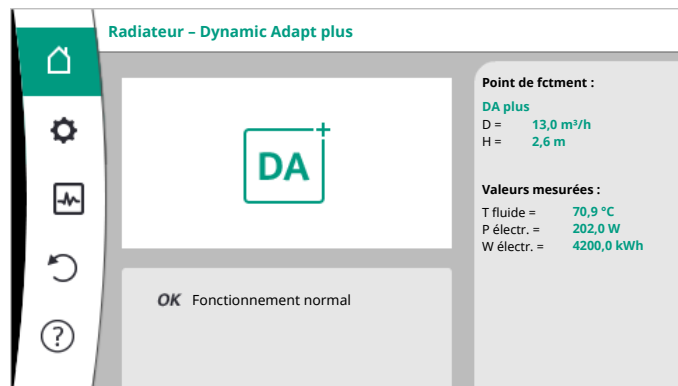 Radiateur – Dynamic Adapt plus
DA+
OK Fonctionnement normal
Point de fctment :
DA plus
D = 13,0 m³/h
H = 2,6 m
Valeurs mesurées :
T fluide = 70,9 °C
P électr. = 202,0 W
W électr. = 4200,0 kWh
?